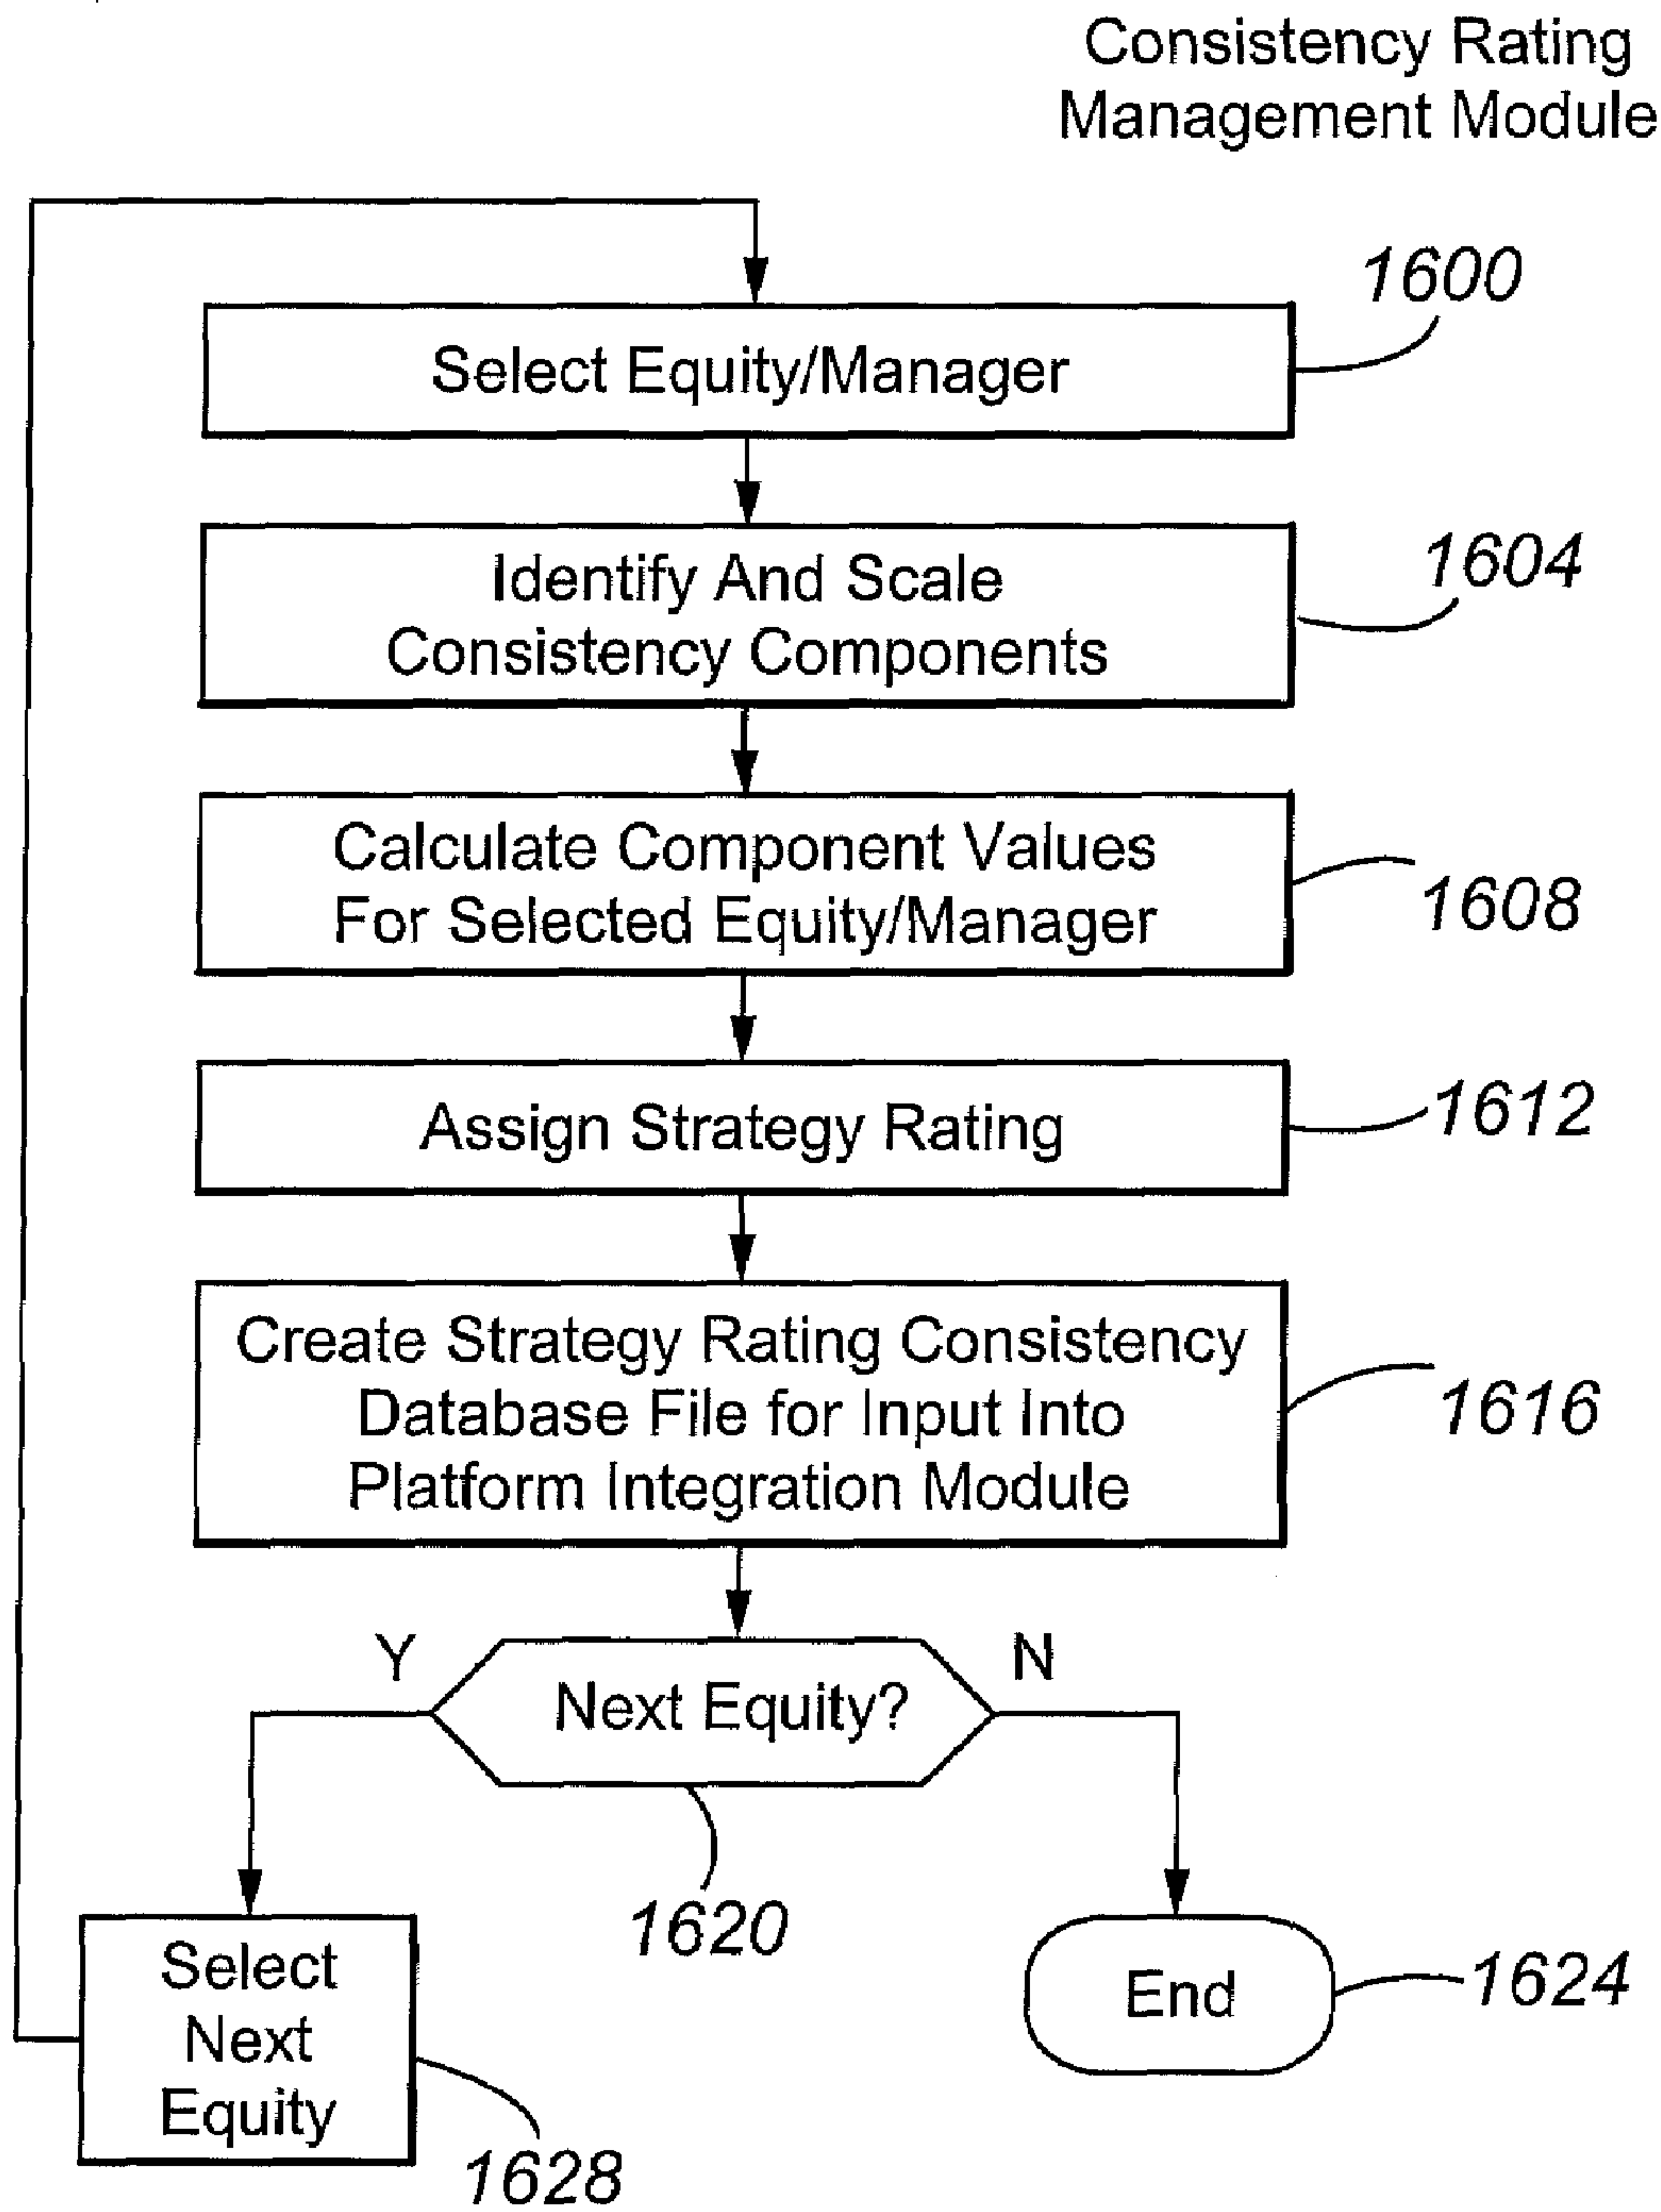 Consistency Rating
Management Module
1600
Select Equity/Manager
1604
Identify And Scale
Consistency Components
1608
Calculate Component Values
For Selected Equity/Manager
1612
Assign Strategy Rating
1616
Create Strategy Rating Consistency
Database File for Input Into
Platform Integration Module
Y
N
Next Equity?
1620
Select
Next
Equity
1628
End
1624